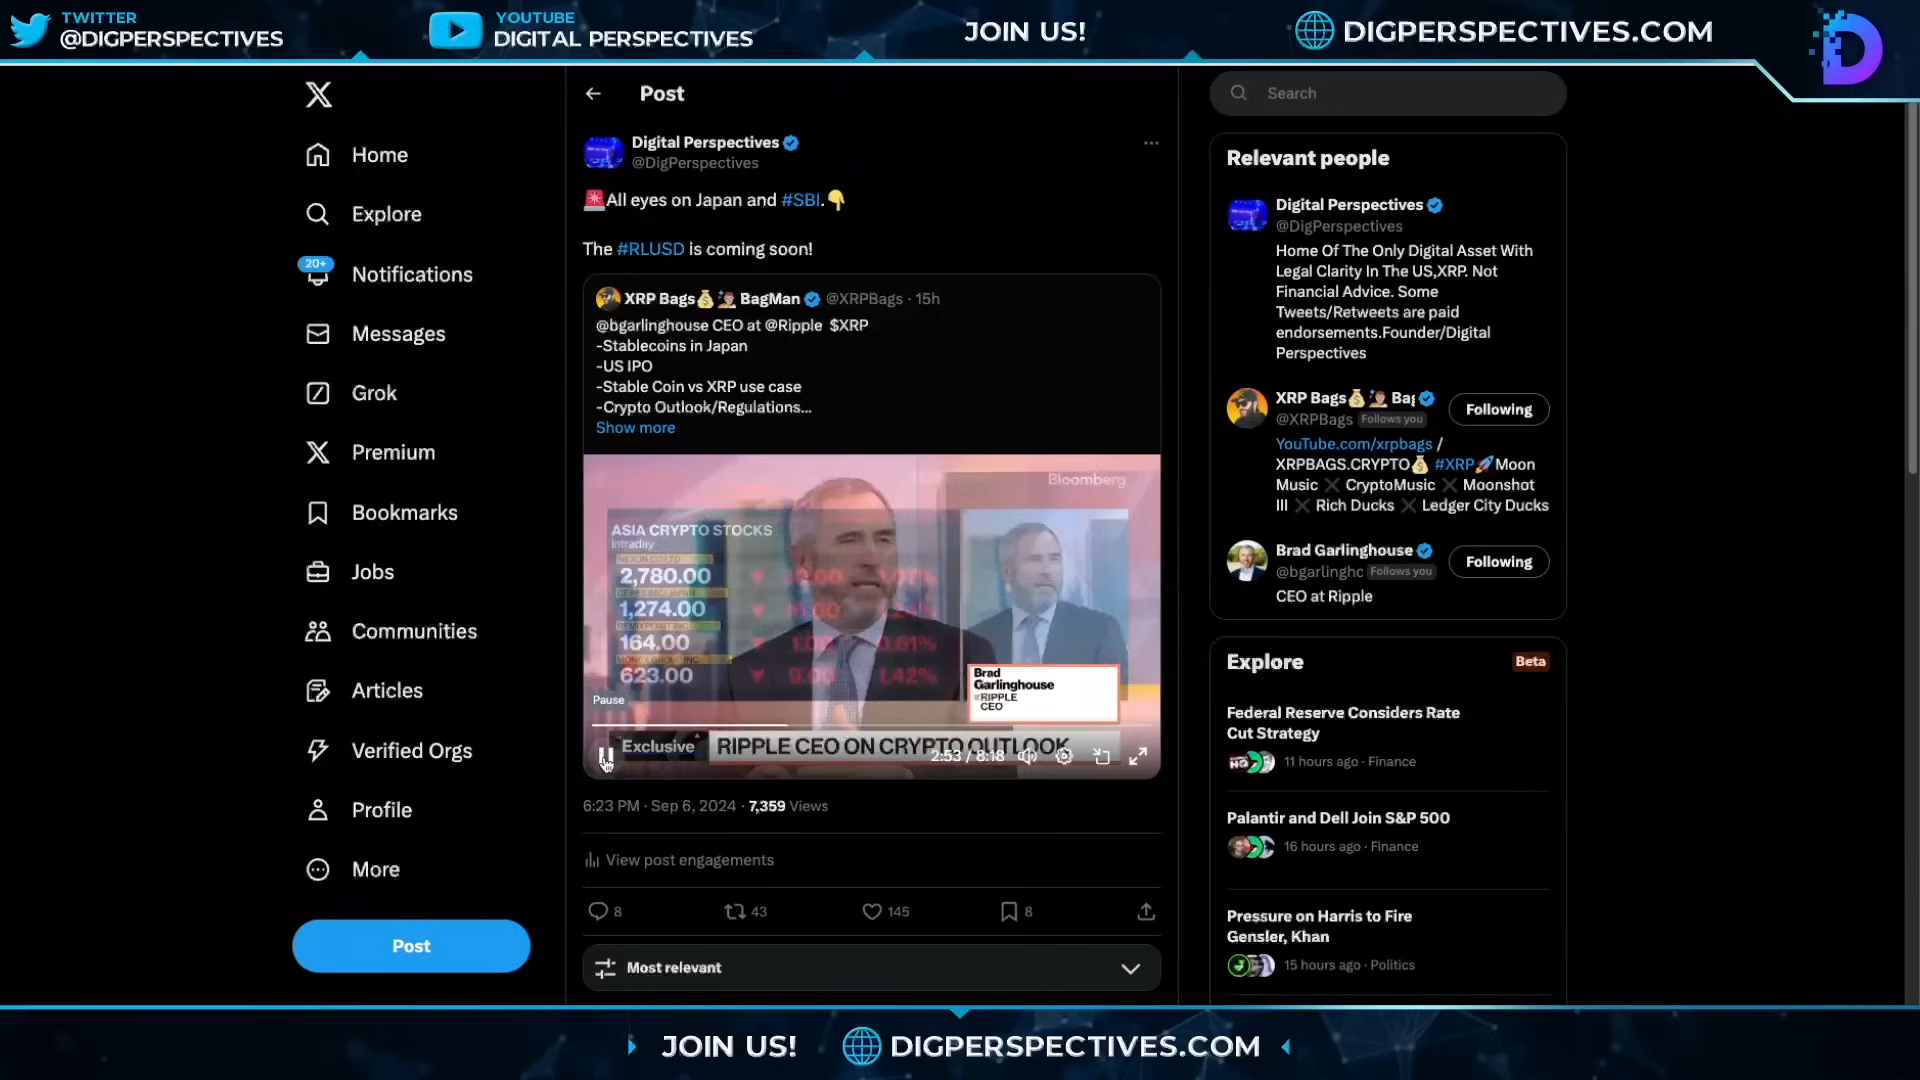 TWITTER
@DIGPERSPECTIVES
YOUTUBE
DIGITAL PERSPECTIVES
JOIN US!
DIGPERSPECTIVES.COM
Home
Explore
20+
Notifications
Messages
Grok
Premium
Bookmarks
Jobs
Communities
Articles
Verified Orgs
Profile
More
Post
Post
Digital Perspectives
@DigPerspectives
All eyes on Japan and #SBI.
The #RLUSD is coming soon!
XRP Bags BagMan @XRPBags · 15h
@bgarlinghouse CEO at @Ripple $XRP
-Stablecoins in Japan
-US IPO
-Stable Coin vs XRP use case
-Crypto Outlook/Regulations...
Show more
Bloomberg
ASIA CRYPTO STOCKS
Intraday
2,780.00
1,274.00
164.00 1.00 0.61%
623.00 9.00 1.42%
Brad
Garlinghouse
RIPPLE
CEO
Pause
Exclusive
RIPPLE CEO ON CRYPTO OUTLOOK
2:53 / 8:18
6:23 PM · Sep 6, 2024 · 7,359 Views
View post engagements
8
43
145
8
Most relevant
Search
Relevant people
Digital Perspectives
@DigPerspectives
Home Of The Only Digital Asset With
Legal Clarity In The US,XRP. Not
Financial Advice. Some
Tweets/Retweets are paid
endorsements.Founder/Digital
Perspectives
XRP Bags Bag
@XRPBags Follows you
Following
YouTube.com/xrpbags /
XRPBAGS.CRYPTO #XRP Moon
Music CryptoMusic Moonshot
III Rich Ducks Ledger City Ducks
Brad Garlinghouse
@bgarlinghc Follows you
Following
CEO at Ripple
Explore
Beta
Federal Reserve Considers Rate
Cut Strategy
11 hours ago · Finance
Palantir and Dell Join S&P 500
16 hours ago · Finance
Pressure on Harris to Fire
Gensler, Khan
15 hours ago · Politics
JOIN US!
DIGPERSPECTIVES.COM